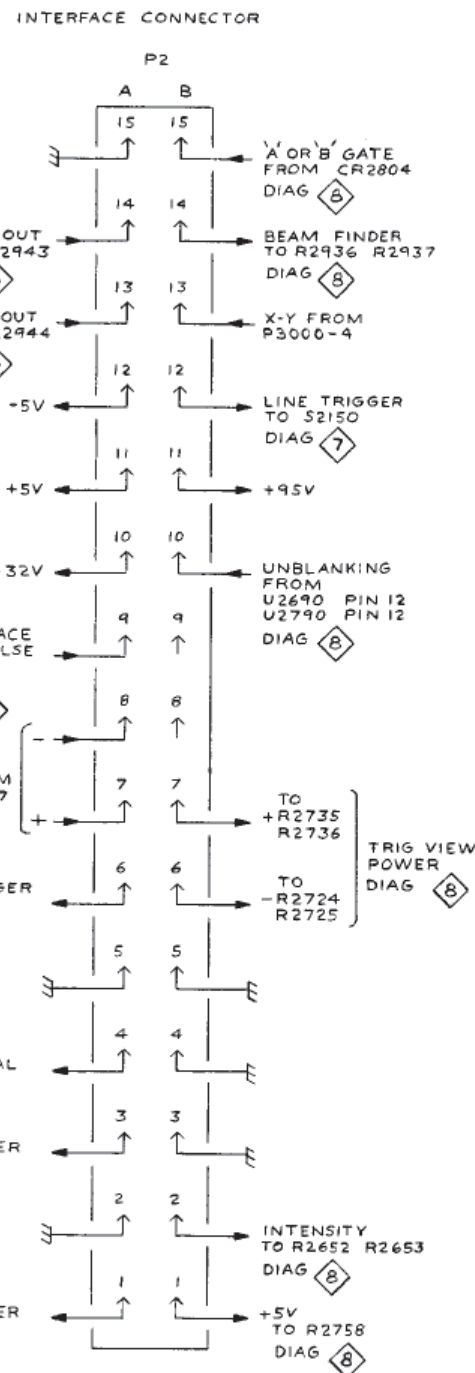 INTERFACE CONNECTOR
P2
A B
15 15
'A' OR 'B' GATE
FROM CR2804
DIAG 8
14 14
OUT
2943
BEAM FINDER
TO R2936 R2937
DIAG 8
13 13
OUT
2944
X-Y FROM
P3000-4
12 12
-5V
LINE TRIGGER
TO S2150
DIAG 7
11 11
+5V
+95V
10 10
32V
UNBLANKING
FROM
U2690 PIN 12
U2790 PIN 12
DIAG 8
9 9
ACE
LSE
8 8
-
7 7
M
7
+
TO
+R2735
R2736
TRIG VIEW
POWER
DIAG 8
6 6
GER
TO
-R2724
R2725
5 5
4 4
AL
3 3
ER
2 2
INTENSITY
TO R2652 R2653
DIAG 8
1 1
ER
+5V
TO R2758
DIAG 8